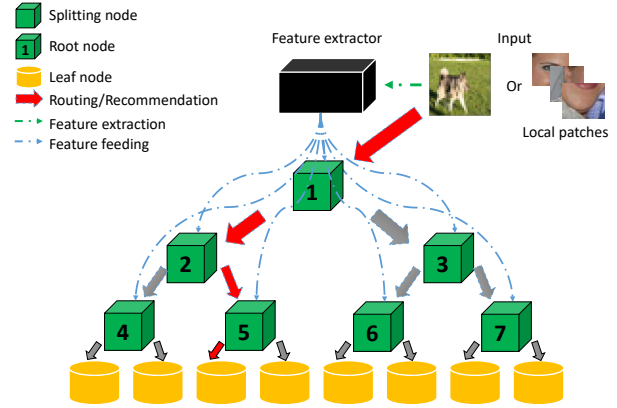 Splitting node
1
Root node
Leaf node
Routing/Recommendation
Feature extraction
Feature feeding
Feature extractor
Input
Or
Local patches
1
2
3
4
5
6
7